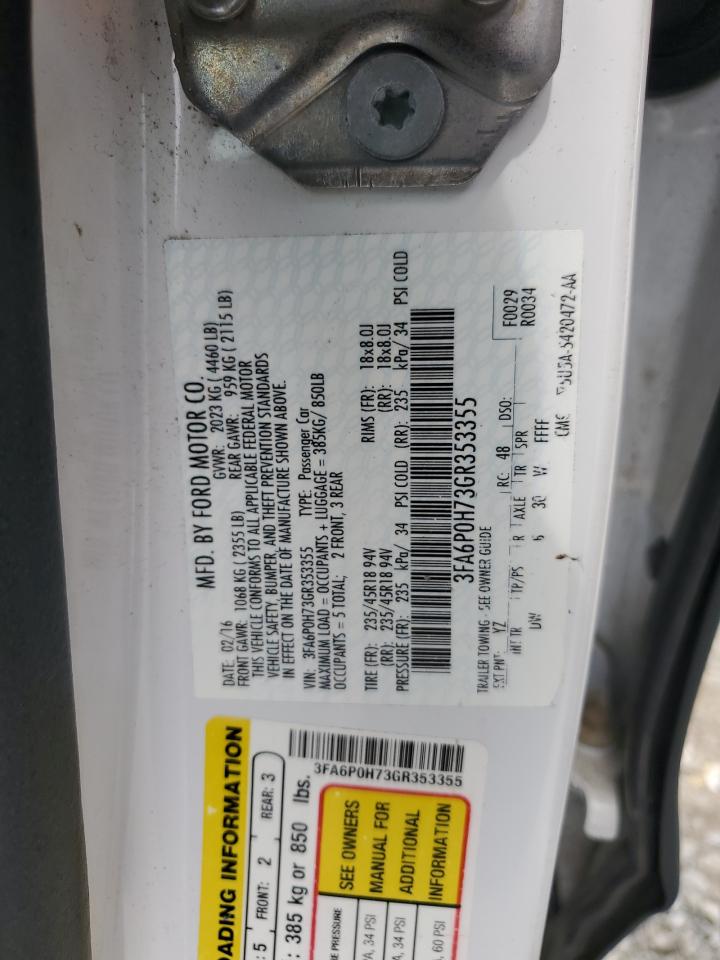 MFD. BY FORD MOTOR CO.
DATE: 02/16 GVWR: 2023 KG ( 4460 LB)
FRONT GAWR: 1068 KG ( 2355 LB) REAR GAWR: 959 KG ( 2115 LB)
THIS VEHICLE CONFORMS TO ALL APPLICABLE FEDERAL MOTOR
VEHICLE SAFETY, BUMPER, AND THEFT PREVENTION STANDARDS
IN EFFECT ON THE DATE OF MANUFACTURE SHOWN ABOVE.
VIN: 3FA6P0H73GR353355 TYPE: Passenger Car
MAXIMUM LOAD = OCCUPANTS + LUGGAGE = 385KG/ 850LB
OCCUPANTS = 5 TOTAL; 2 FRONT, 3 REAR
TIRE (FR): 235/45R18 94V RIMS (FR): 18x8.0J
(RR): 235/45R18 94V (RR): 18x8.0J
PRESSURE (FR): 235 kPa/ 34 PSI COLD (RR): 235 kPa/ 34 PSI COLD
3FA6P0H73GR353355
TRAILER TOWING - SEE OWNER GUIDE
EXT PNT: YZ RC: 48 DSO: F0029
INT TR TP/PS R AXLE TR SPR R0034
DW 6 30 W FFFF
5420472-AA
LOADING INFORMATION
: 5 FRONT: 2 REAR: 3
: 385 kg or 850 lbs.
3FA6P0H73GR353355
PRESSURE SEE OWNERS
, 34 PSI MANUAL FOR
, 34 PSI ADDITIONAL
, 60 PSI INFORMATION